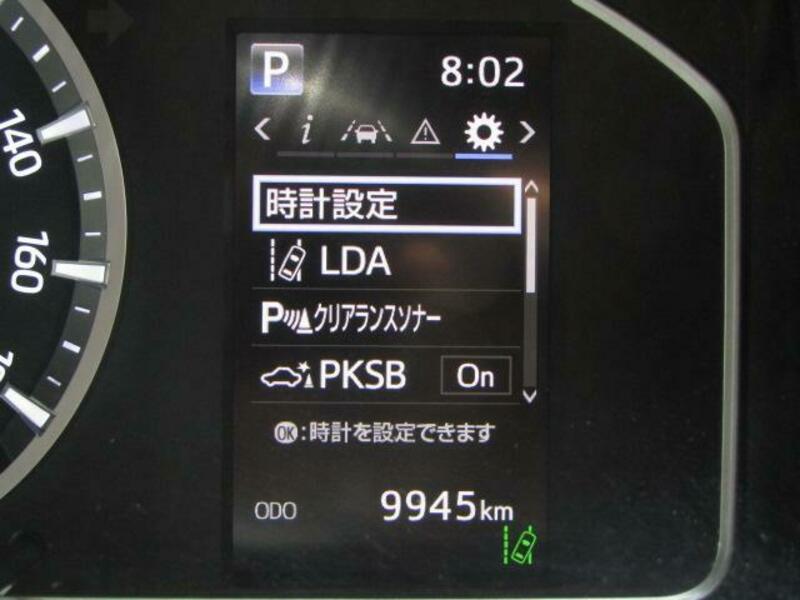 140
160
P 8:02
i
時計設定
LDA
Pクリアランスソナー
PKSB On
OK:時計を設定できます
ODO 9945km